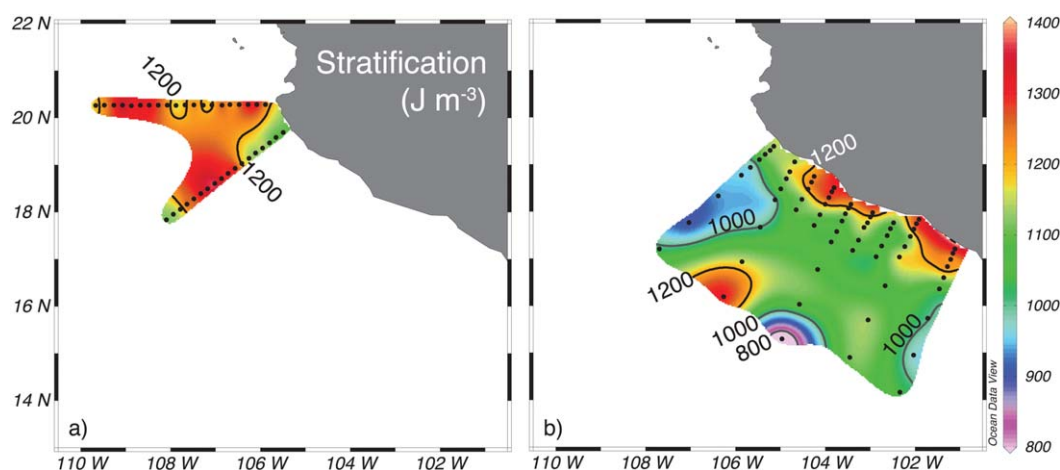 22 N
20 N
18 N
16 N
14 N
110 W
108 W
106 W
104 W
102 W
1200
1200
Stratification
(J m-3)
a)
110 W
108 W
106 W
104 W
102 W
1200
1000
1200
1000
800
1000
b)
Ocean Data View
1400
1300
1200
1100
1000
900
800